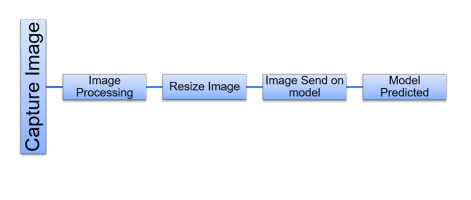 Capture Image
Image
Processing
Resize Image
Image Send on
model
Model
Predicted